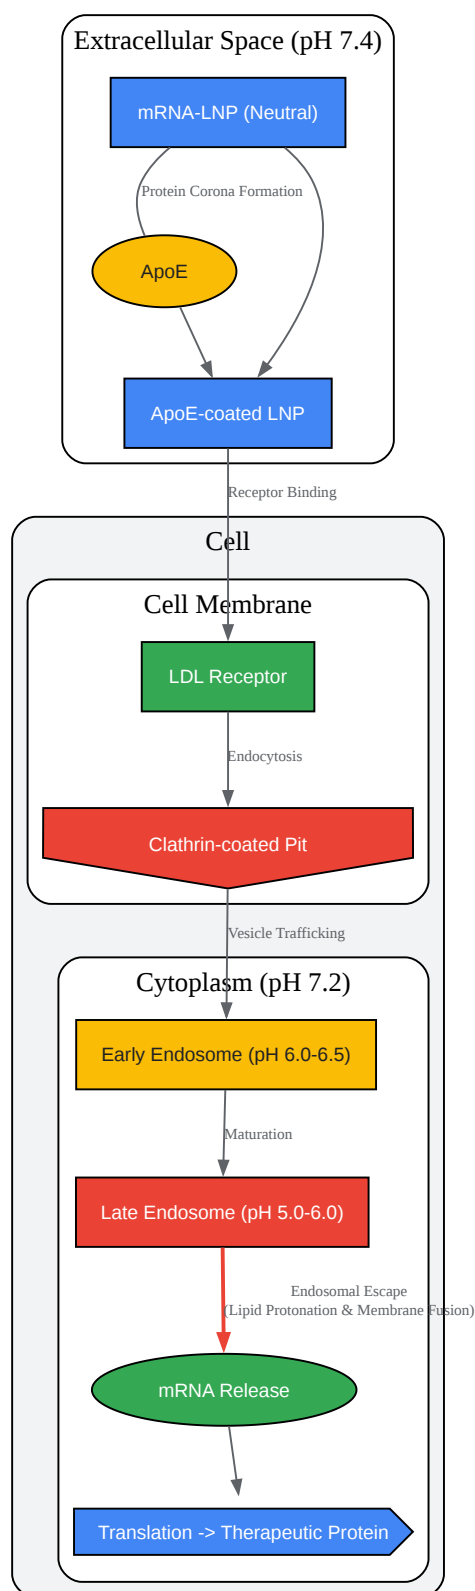 Extracellular Space (pH 7.4)
mRNA-LNP (Neutral)
Protein Corona Formation
ApoE
ApoE-coated LNP
Receptor Binding
Cell
Cell Membrane
LDL Receptor
Endocytosis
Clathrin-coated Pit
Vesicle Trafficking
Cytoplasm (pH 7.2)
Early Endosome (pH 6.0-6.5)
Maturation
Late Endosome (pH 5.0-6.0)
Endosomal Escape
(Lipid Protonation & Membrane Fusion)
mRNA Release
Translation -> Therapeutic Protein